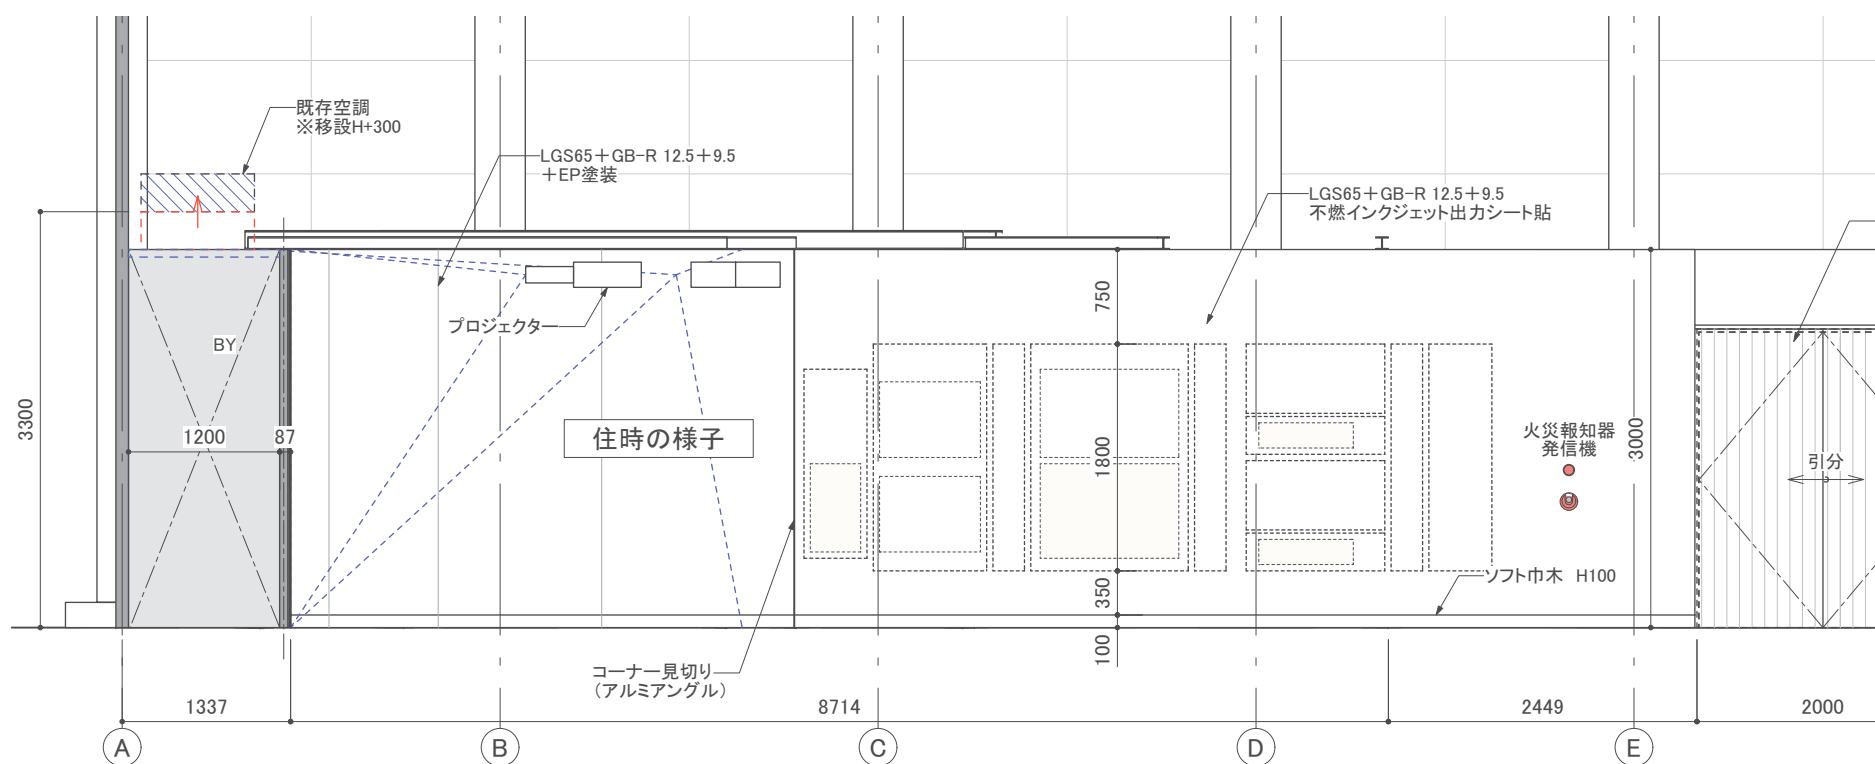 既存空調
※移設H+300
LGS65＋GB-R 12.5＋9.5
＋EP塗装
LGS65＋GB-R 12.5＋9.5
不燃インクジェット出力シート貼
プロジェクター
BY
750
3300
1200
87
住時の様子
1800
火災報知器
発信機
3000
引分
350
ソフト巾木 H100
100
コーナー見切り
（アルミアングル）
1337
8714
2449
2000
A
B
C
D
E